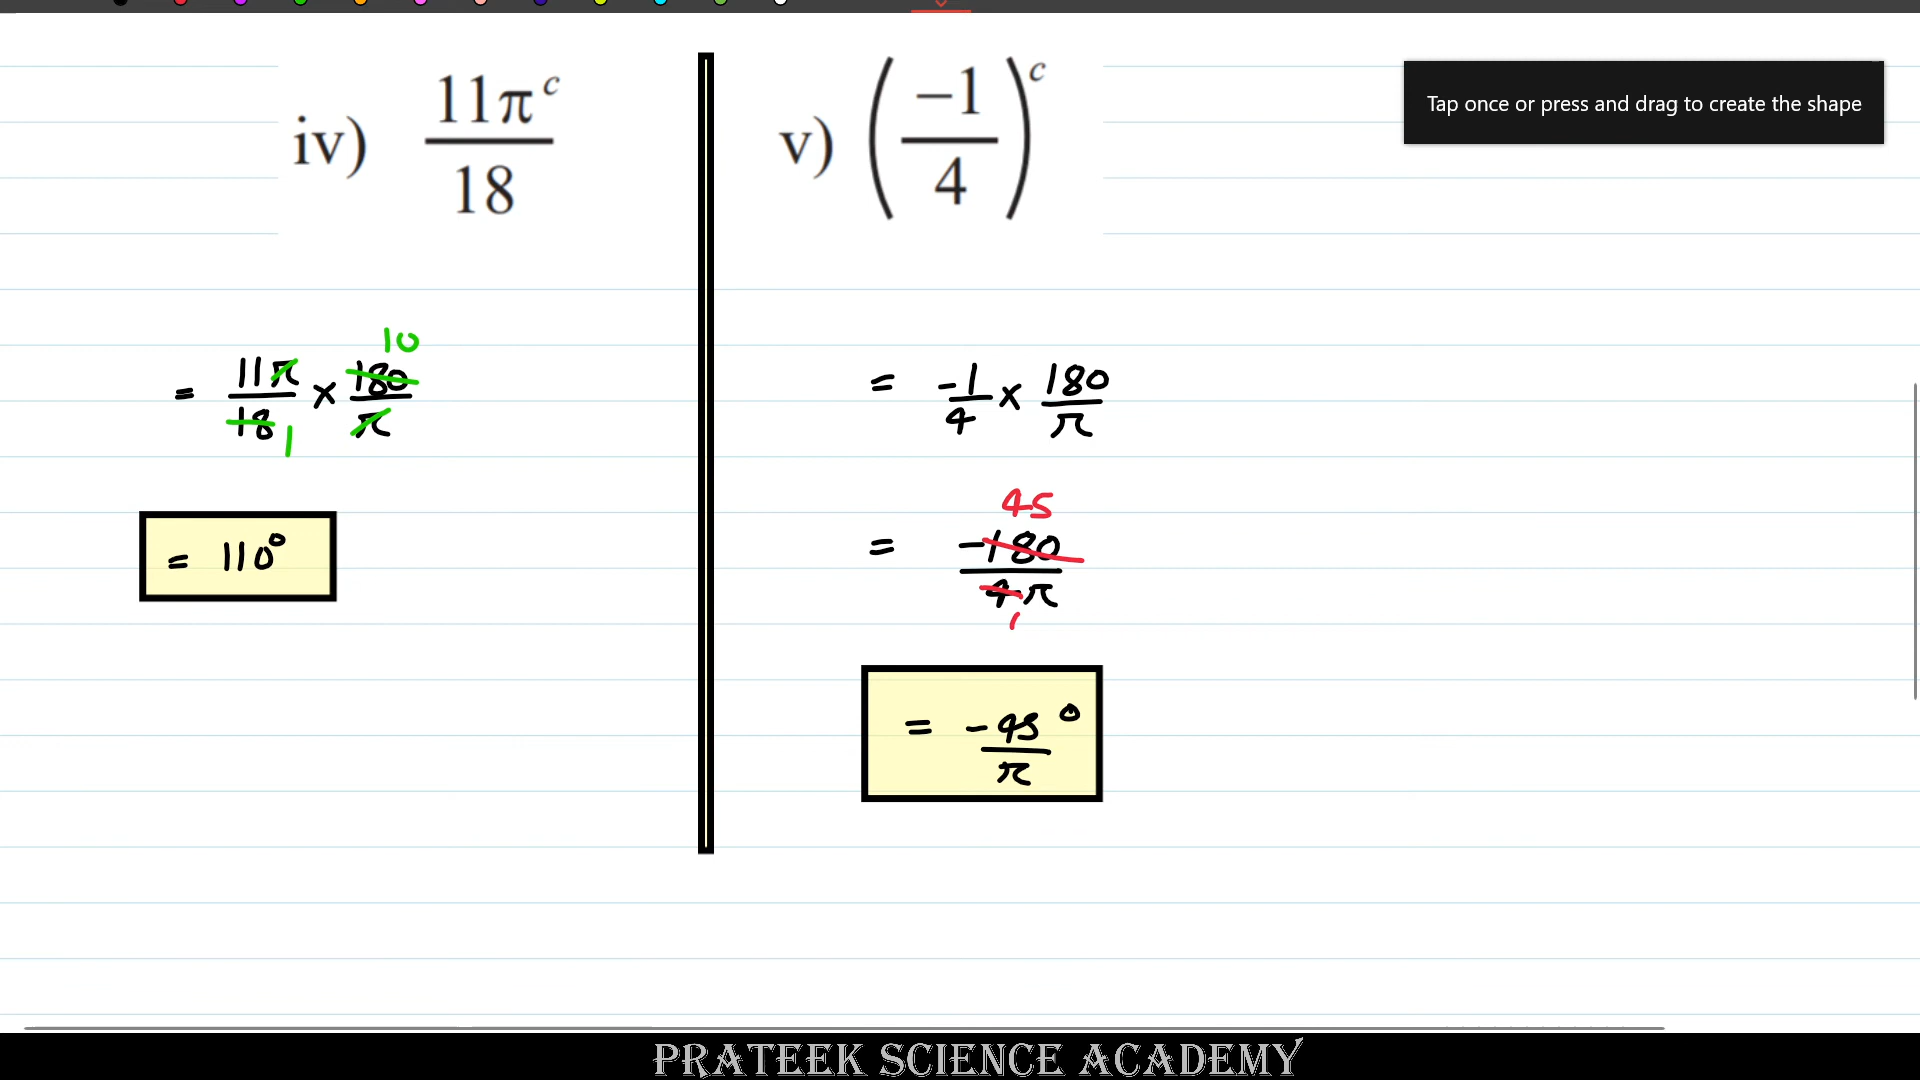 Tap once or press and drag to create the shape
iv) 11π^c / 18
= 11π/18 × 180/π
10
1
= 110°
v) (-1/4)^c
= -1/4 × 180/π
45
= -180/4π
1
= -45°/π
PRATEEK SCIENCE ACADEMY